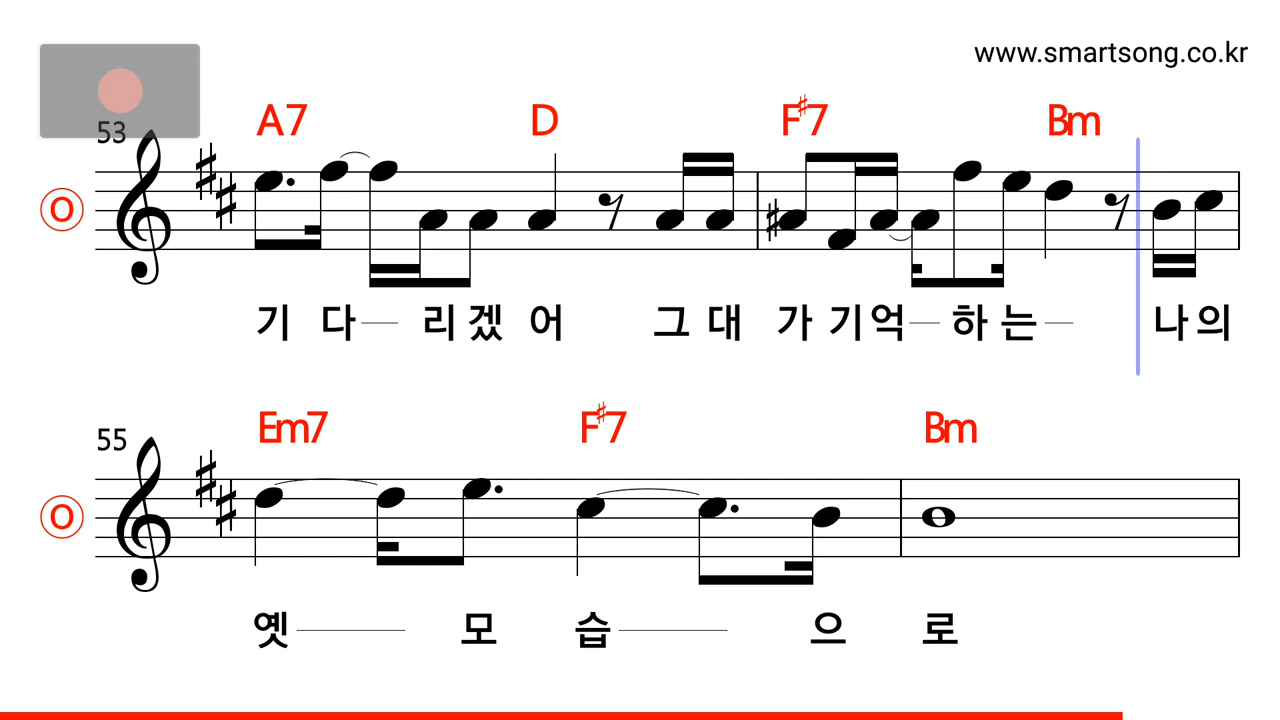 www.smartsong.co.kr
53
A7 D F♯7 Bm
O
기 다 리 겠 어 그 대 가 기 억 하 는 나 의
55
Em7 F♯7 Bm
O
옛 모 습 으 로